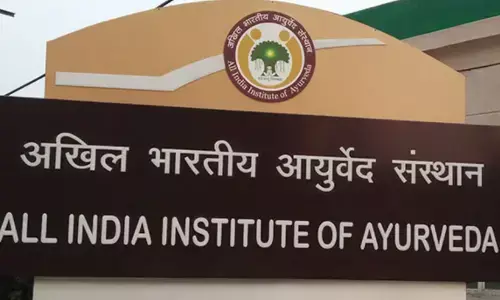 अखिल भारतीय आयुर्वेद संस्थान
All India Institute of Ayurveda
अखिल भारतीय आयुर्वेद संस्थान
ALL INDIA INSTITUTE OF AYURVEDA